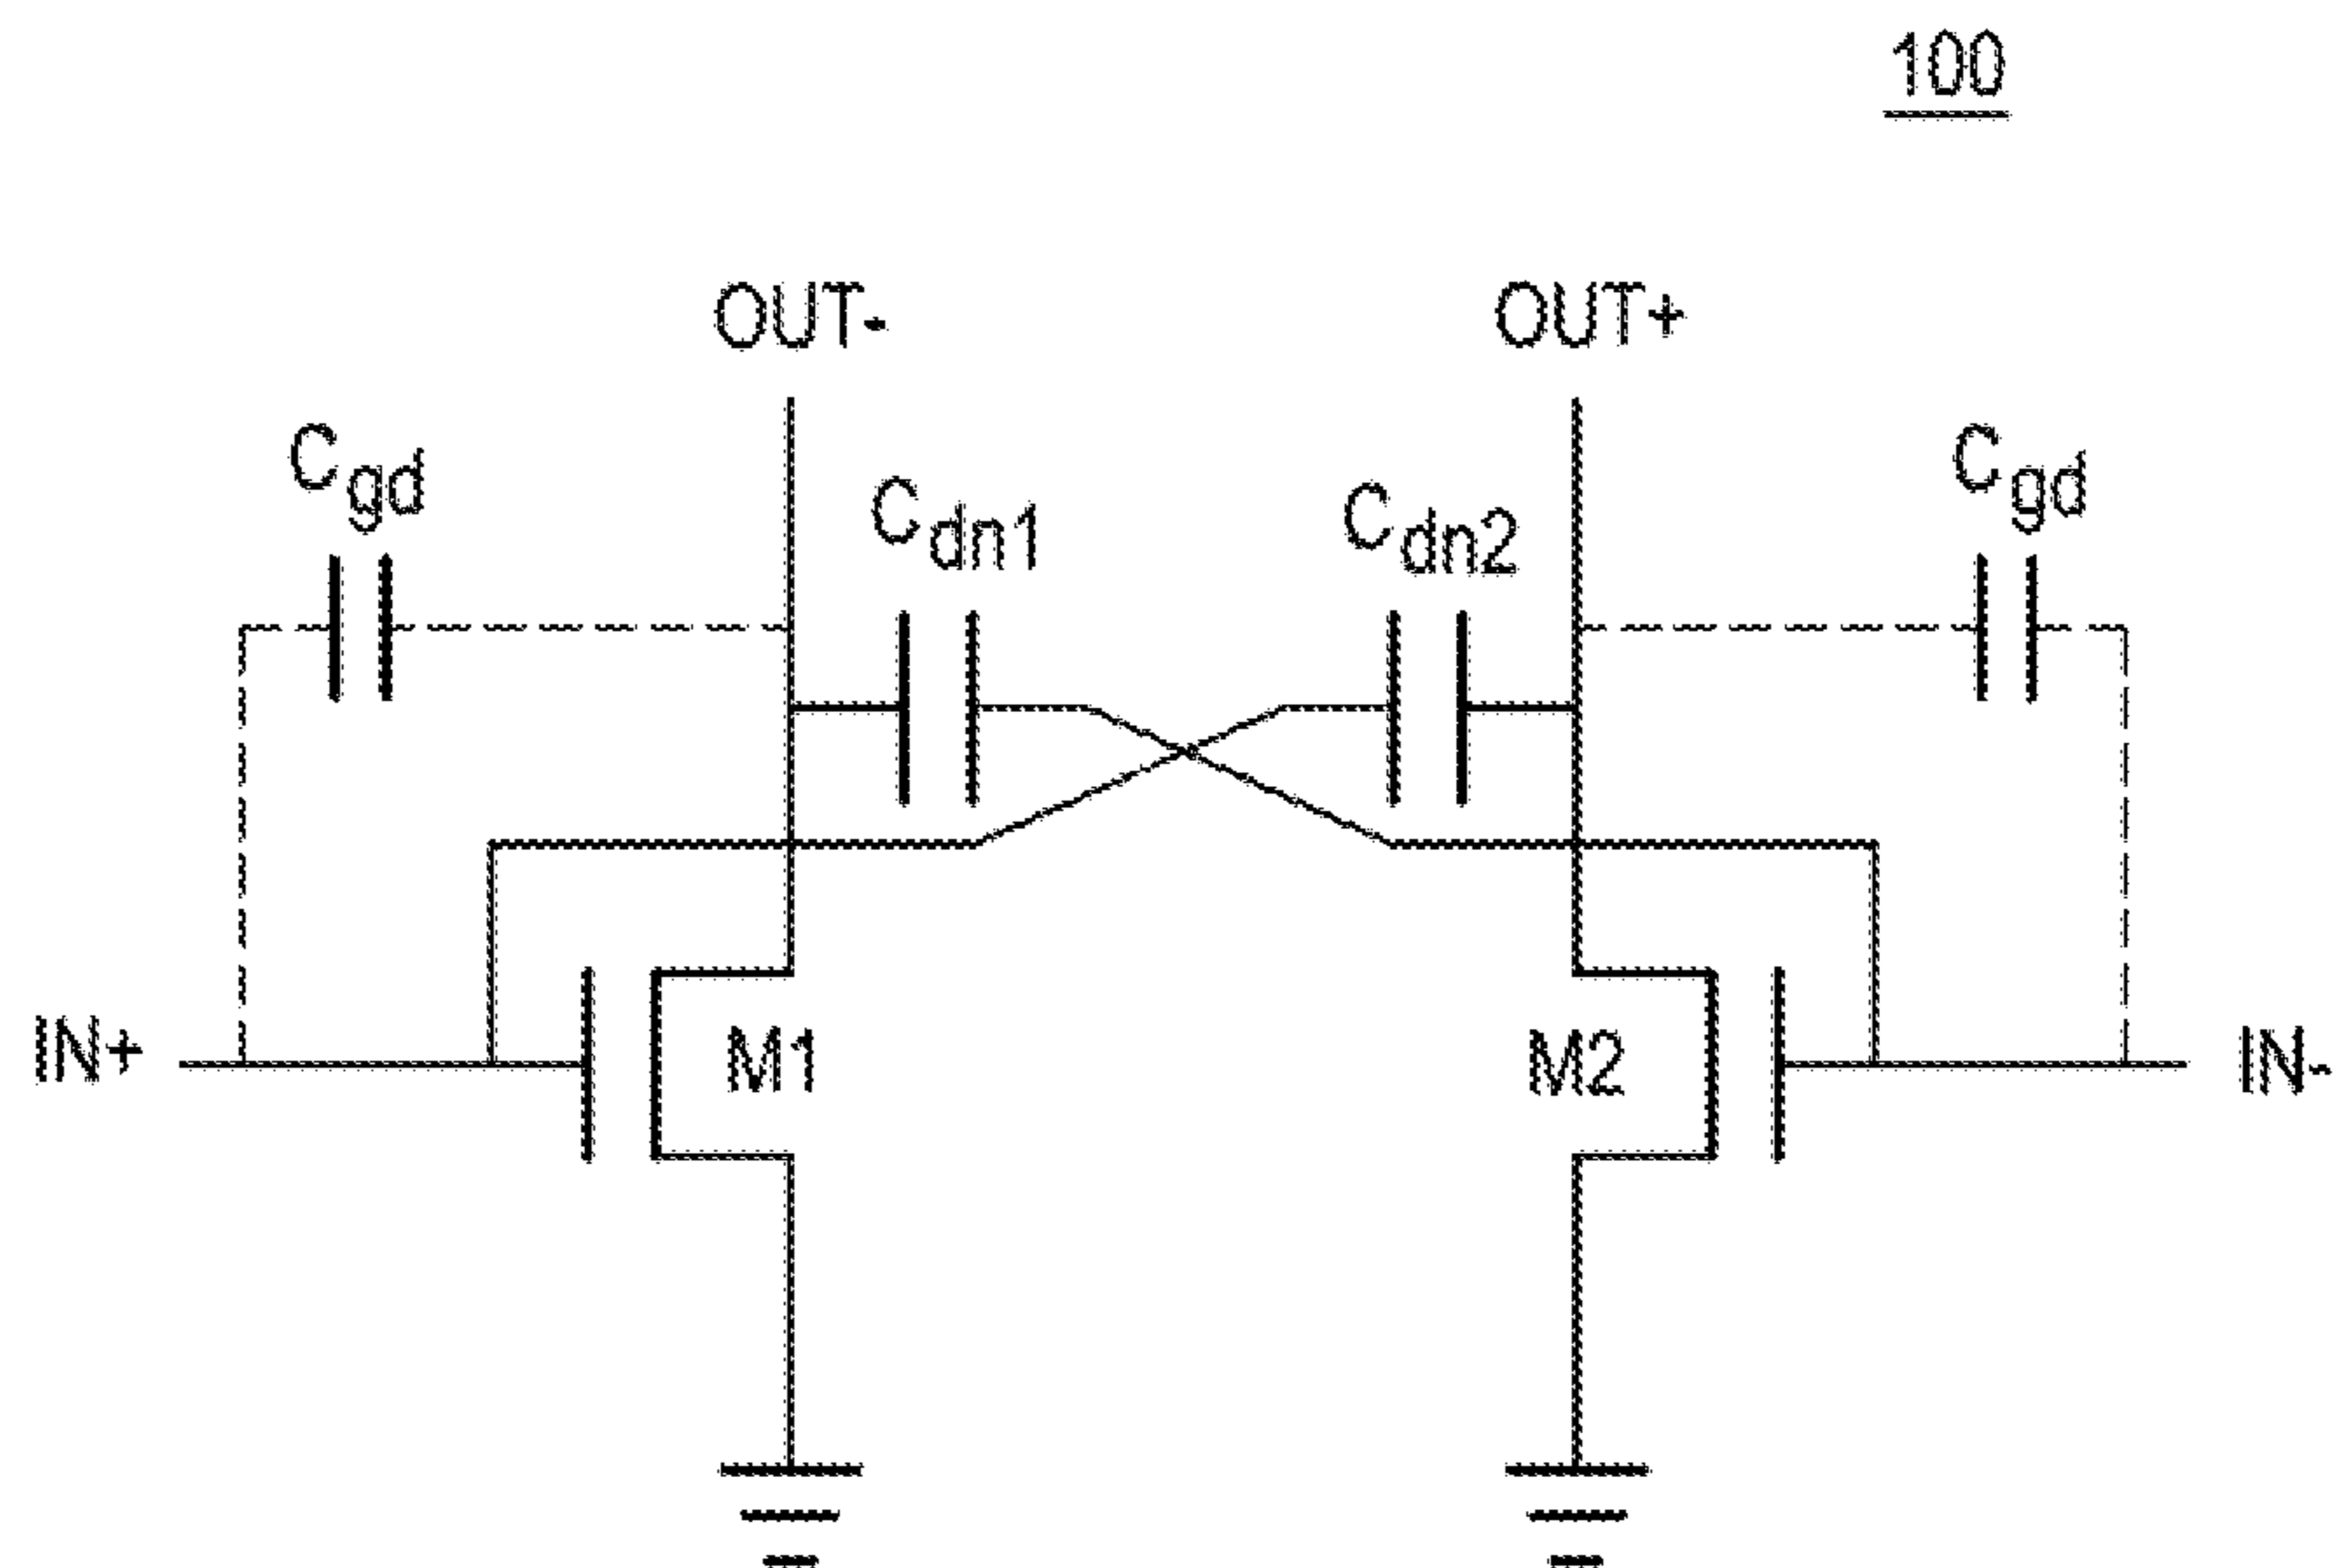 100
OUT- OUT+
Cgd Cdn1 Cdn2 Cgd
IN+ M1 M2 IN-